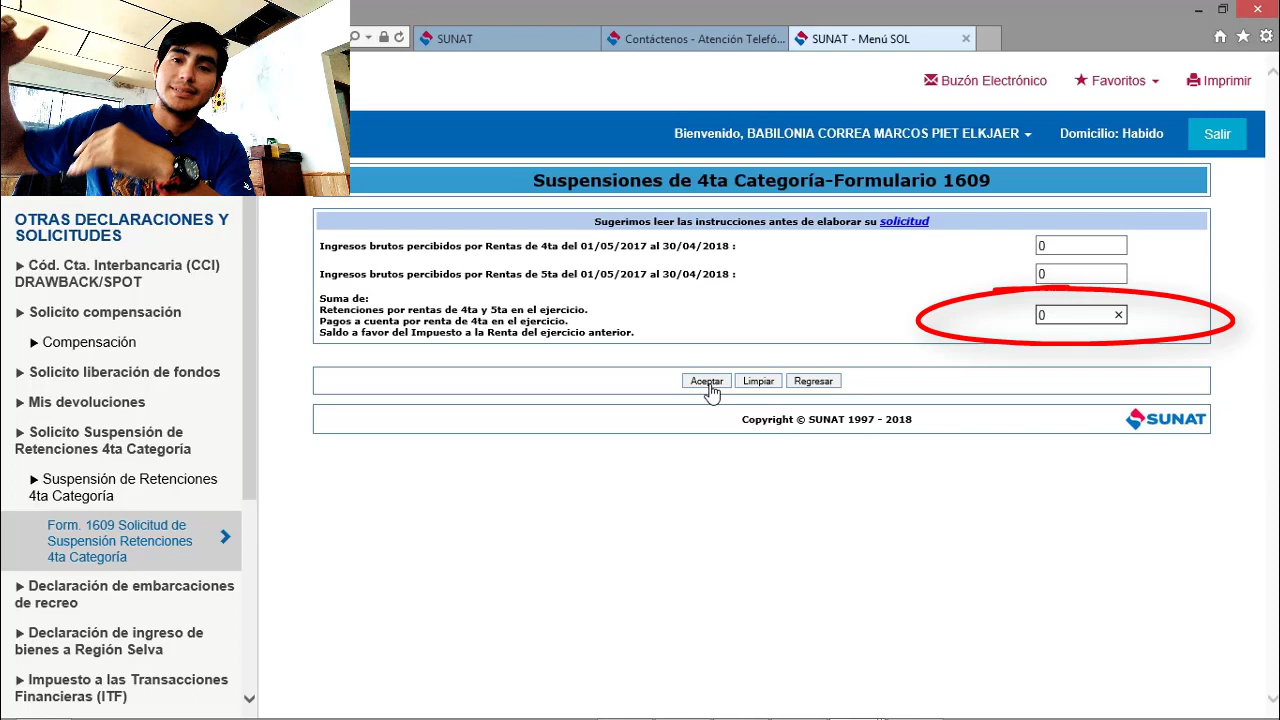 SUNAT
Contáctenos - Atención Telefó...
SUNAT - Menú SOL
Buzón Electrónico
Favoritos
Imprimir
Bienvenido, BABILONIA CORREA MARCOS PIET ELKJAER
Domicilio: Habido
Salir
Suspensiones de 4ta Categoría-Formulario 1609
OTRAS DECLARACIONES Y
SOLICITUDES
Cód. Cta. Interbancaria (CCI)
DRAWBACK/SPOT
Solicito compensación
Compensación
Solicito liberación de fondos
Mis devoluciones
Solicito Suspensión de
Retenciones 4ta Categoría
Suspensión de Retenciones
4ta Categoría
Form. 1609 Solicitud de
Suspensión Retenciones
4ta Categoría
Declaración de embarcaciones
de recreo
Declaración de ingreso de
bienes a Región Selva
Impuesto a las Transacciones
Financieras (ITF)
Sugerimos leer las instrucciones antes de elaborar su solicitud
Ingresos brutos percibidos por Rentas de 4ta del 01/05/2017 al 30/04/2018 : 0
Ingresos brutos percibidos por Rentas de 5ta del 01/05/2017 al 30/04/2018 : 0
Suma de:
Retenciones por rentas de 4ta y 5ta en el ejercicio. 0
Pagos a cuenta por renta de 4ta en el ejercicio.
Saldo a favor del Impuesto a la Renta del ejercicio anterior.
Aceptar Limpiar Regresar
Copyright © SUNAT 1997 - 2018
SUNAT